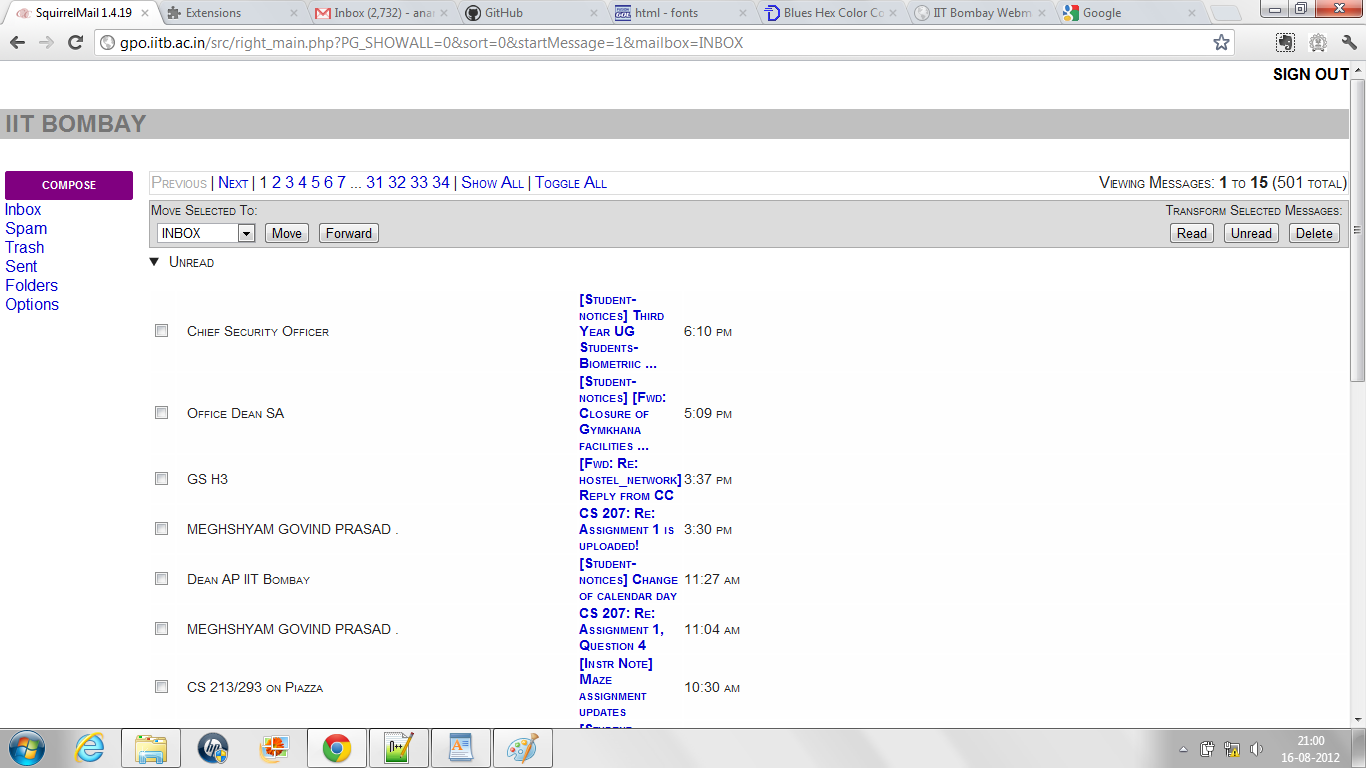 SquirrelMail 1.4.19
Extensions
Inbox (2,732) - anan
GitHub
html - fonts
Blues Hex Color Co
IIT Bombay Webm
Google
gpo.iitb.ac.in/src/right_main.php?PG_SHOWALL=0&sort=0&startMessage=1&mailbox=INBOX
SIGN OUT
IIT BOMBAY
COMPOSE
Inbox
Spam
Trash
Sent
Folders
Options
Previous | Next | 1 2 3 4 5 6 7 ... 31 32 33 34 | Show All | Toggle All
Viewing Messages: 1 to 15 (501 total)
Move Selected To:
Transform Selected Messages:
INBOX Move Forward
Read Unread Delete
Unread
Chief Security Officer
[Student-
notices] Third
Year UG
Students-
Biometriic ...
6:10 pm
Office Dean SA
[Student-
notices] [Fwd:
Closure of
Gymkhana
facilities ...
5:09 pm
GS H3
[Fwd: Re:
hostel_network]
Reply from CC
3:37 pm
MEGHSHYAM GOVIND PRASAD .
CS 207: Re:
Assignment 1 is
uploaded!
3:30 pm
Dean AP IIT Bombay
[Student-
notices] Change
of calendar day
11:27 am
MEGHSHYAM GOVIND PRASAD .
CS 207: Re:
Assignment 1,
Question 4
11:04 am
CS 213/293 on Piazza
[Instr Note]
Maze
assignment
updates
10:30 am
[Student-
hp
n++
21:00
16-08-2012